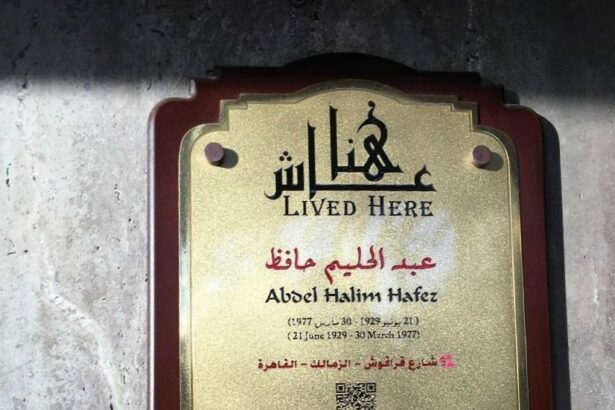 عاش هنا
LIVED HERE
عبد الحليم حافظ
Abdel Halim Hafez
(21 يونيو 1929 - 30 مارس 1977)
(21 June 1929 - 30 March 1977)
شارع قراقوش - الزمالك - القاهرة